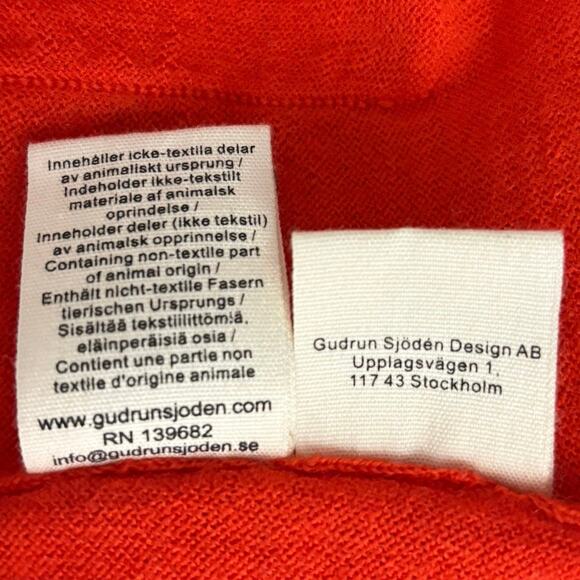 Innehåller icke-textila delar
av animaliskt ursprung /
Indeholder ikke-tekstilt
materiale af animalsk
oprindelse /
Inneholder deler (ikke tekstil)
av animalsk opprinnelse /
Containing non-textile part
of animal origin /
Enthält nicht-textile Fasern
tierischen Ursprungs /
Sisältää tekstiilittömiä,
eläinperäisiä osia /
Contient une partie non
textile d'origine animale
www.gudrunsjoden.com
RN 139682
info@gudrunsjoden.se
Gudrun Sjödén Design AB
Upplagsvägen 1,
117 43 Stockholm